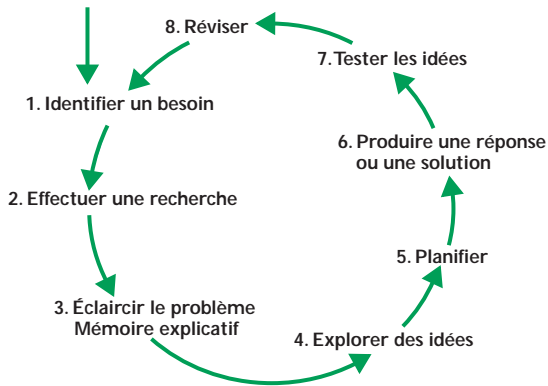 8. Réviser
7. Tester les idées
1. Identifier un besoin
6. Produire une réponse
ou une solution
2. Effectuer une recherche
5. Planifier
3. Éclaircir le problème
Mémoire explicatif
4. Explorer des idées